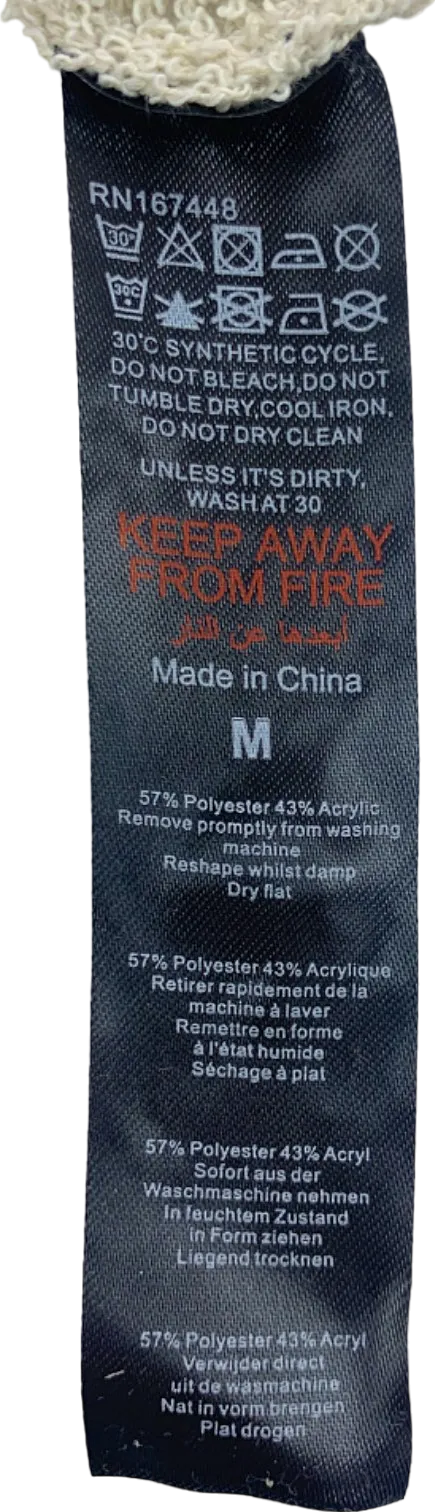 RN167448
30°
30C
30°C SYNTHETIC CYCLE,
DO NOT BLEACH,DO NOT
TUMBLE DRY,COOL IRON,
DO NOT DRY CLEAN
UNLESS IT'S DIRTY,
WASH AT 30
KEEP AWAY
FROM FIRE
أبعدها عن النار
Made in China
M
57% Polyester 43% Acrylic
Remove promptly from washing
machine
Reshape whilst damp
Dry flat
57% Polyester 43% Acrylique
Retirer rapidement de la
machine à laver
Remettre en forme
à l'état humide
Séchage à plat
57% Polyester 43% Acryl
Sofort aus der
Waschmaschine nehmen
In feuchtem Zustand
in Form ziehen
Liegend trocknen
57% Polyester 43% Acryl
Verwijder direct
uit de wasmachine
Nat in vorm brengen
Plat drogen